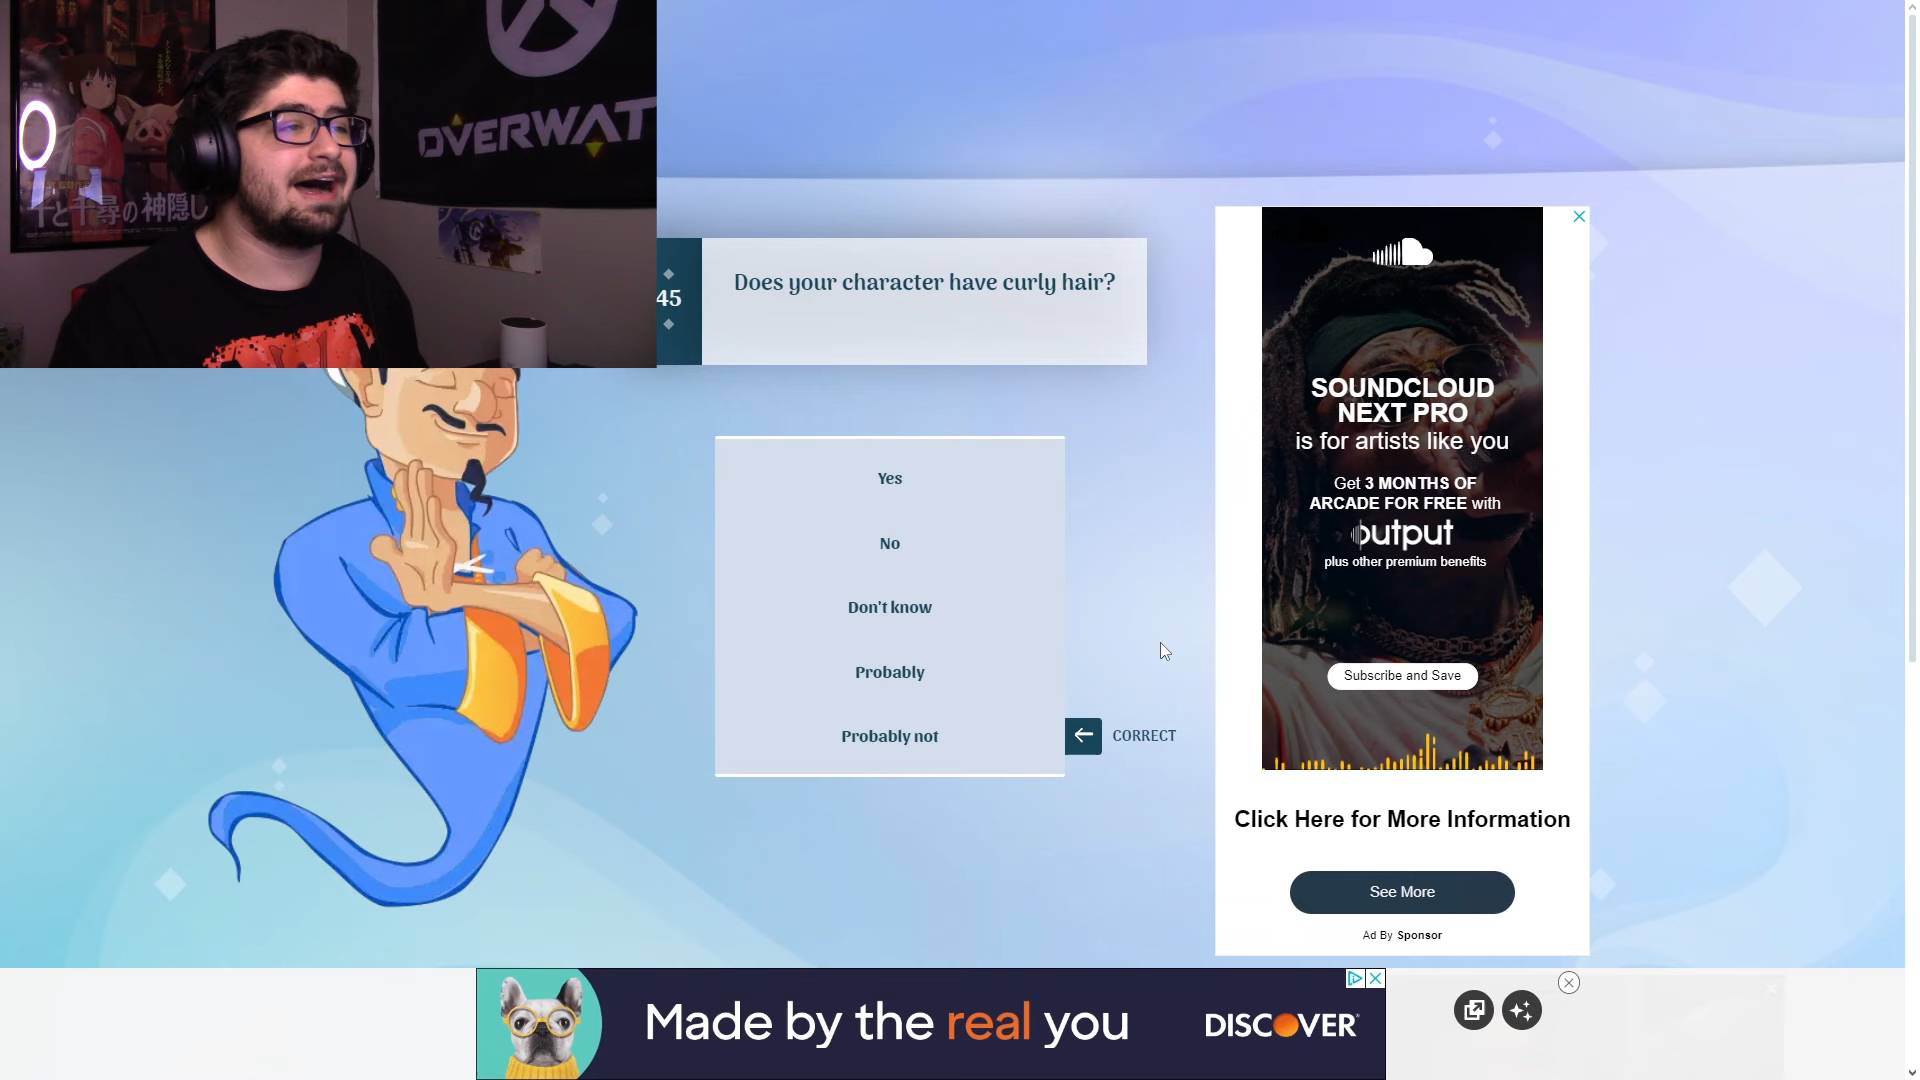 OVERWAT
千と千尋の神隠し
45
Does your character have curly hair?
Yes
No
Don't know
Probably
Probably not
CORRECT
SOUNDCLOUD
NEXT PRO
is for artists like you
Get 3 MONTHS OF
ARCADE FOR FREE with
output
plus other premium benefits
Subscribe and Save
Click Here for More Information
See More
Ad By Sponsor
Made by the real you
DISCOVER